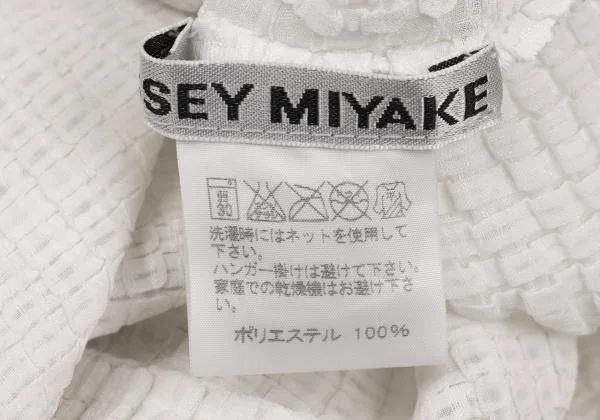 SEY MIYAKE
弱
30
洗濯時にはネットを使用して
下さい。
ハンガー掛けは避けて下さい。
家庭での乾燥機はお避け下さ
い。
ポリエステル 100%